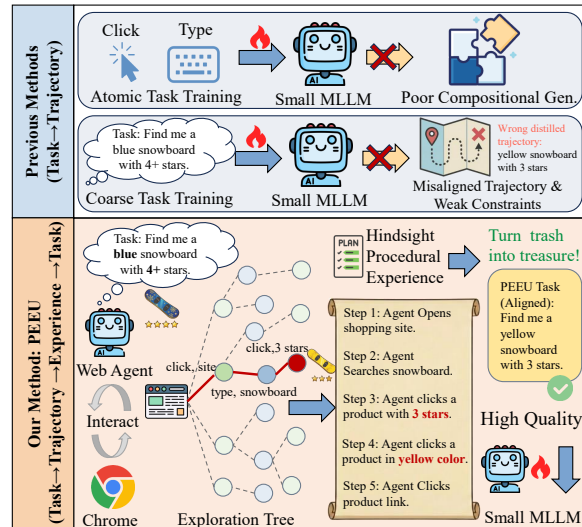 Previous Methods
(Task→Trajectory)
Click
Type
Atomic Task Training
AI
Small MLLM
Poor Compositional Gen.
Task: Find me a
blue snowboard
with 4+ stars.
Coarse Task Training
AI
Small MLLM
Wrong distilled
trajectory:
yellow snowboard
with 3 stars
Misaligned Trajectory &
Weak Constraints
Our Method: PEEU
(Task→Trajectory→Experience →Task)
Task: Find me a
blue snowboard
with 4+ stars.
AI
Web Agent
Interact
Chrome
click, site
type, snowboard
click,3 stars
Exploration Tree
PLAN
Hindsight
Procedural
Experience
Step 1: Agent Opens
shopping site.
Step 2: Agent
Searches snowboard.
Step 3: Agent clicks a
product with 3 stars.
Step 4: Agent clicks a
product in yellow color.
Step 5: Agent Clicks
product link.
Turn trash
into treasure!
PEEU Task
(Aligned):
Find me a
yellow
snowboard
with 3 stars.
High Quality
AI
Small MLLM